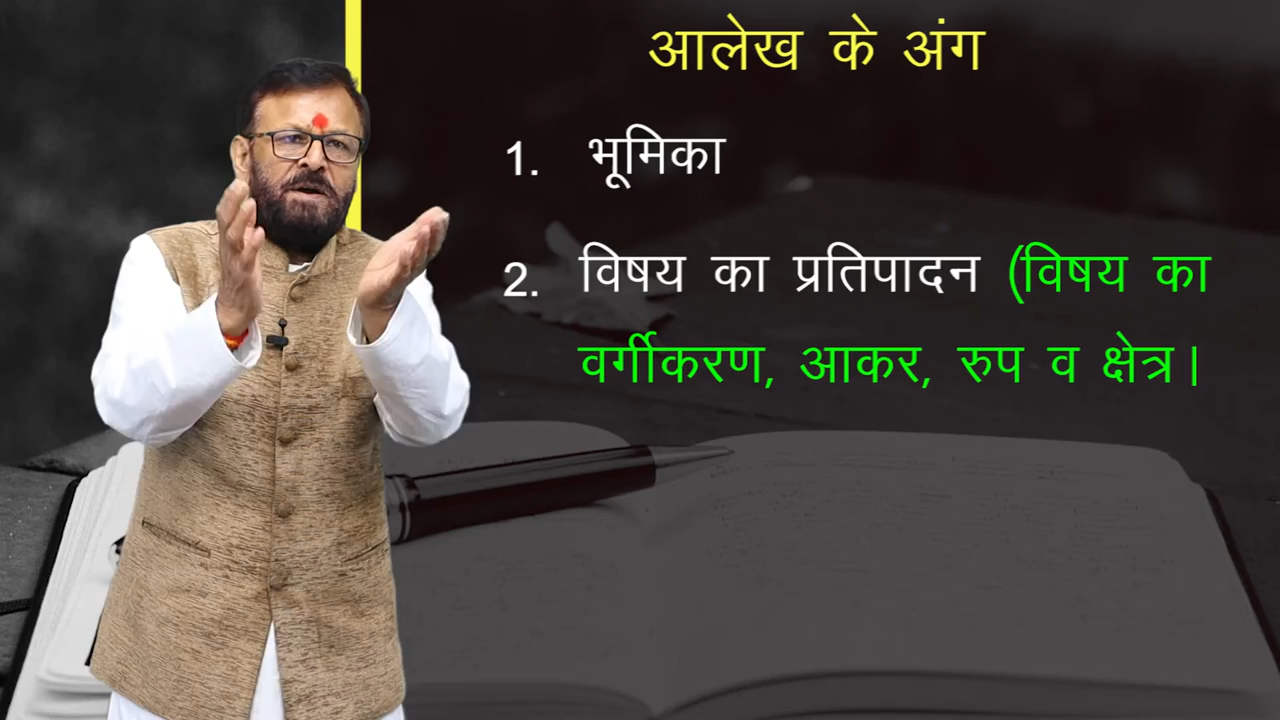 आलेख के अंग
1. भूमिका
2. विषय का प्रतिपादन (विषय का
वर्गीकरण, आकर, रुप व क्षेत्र।